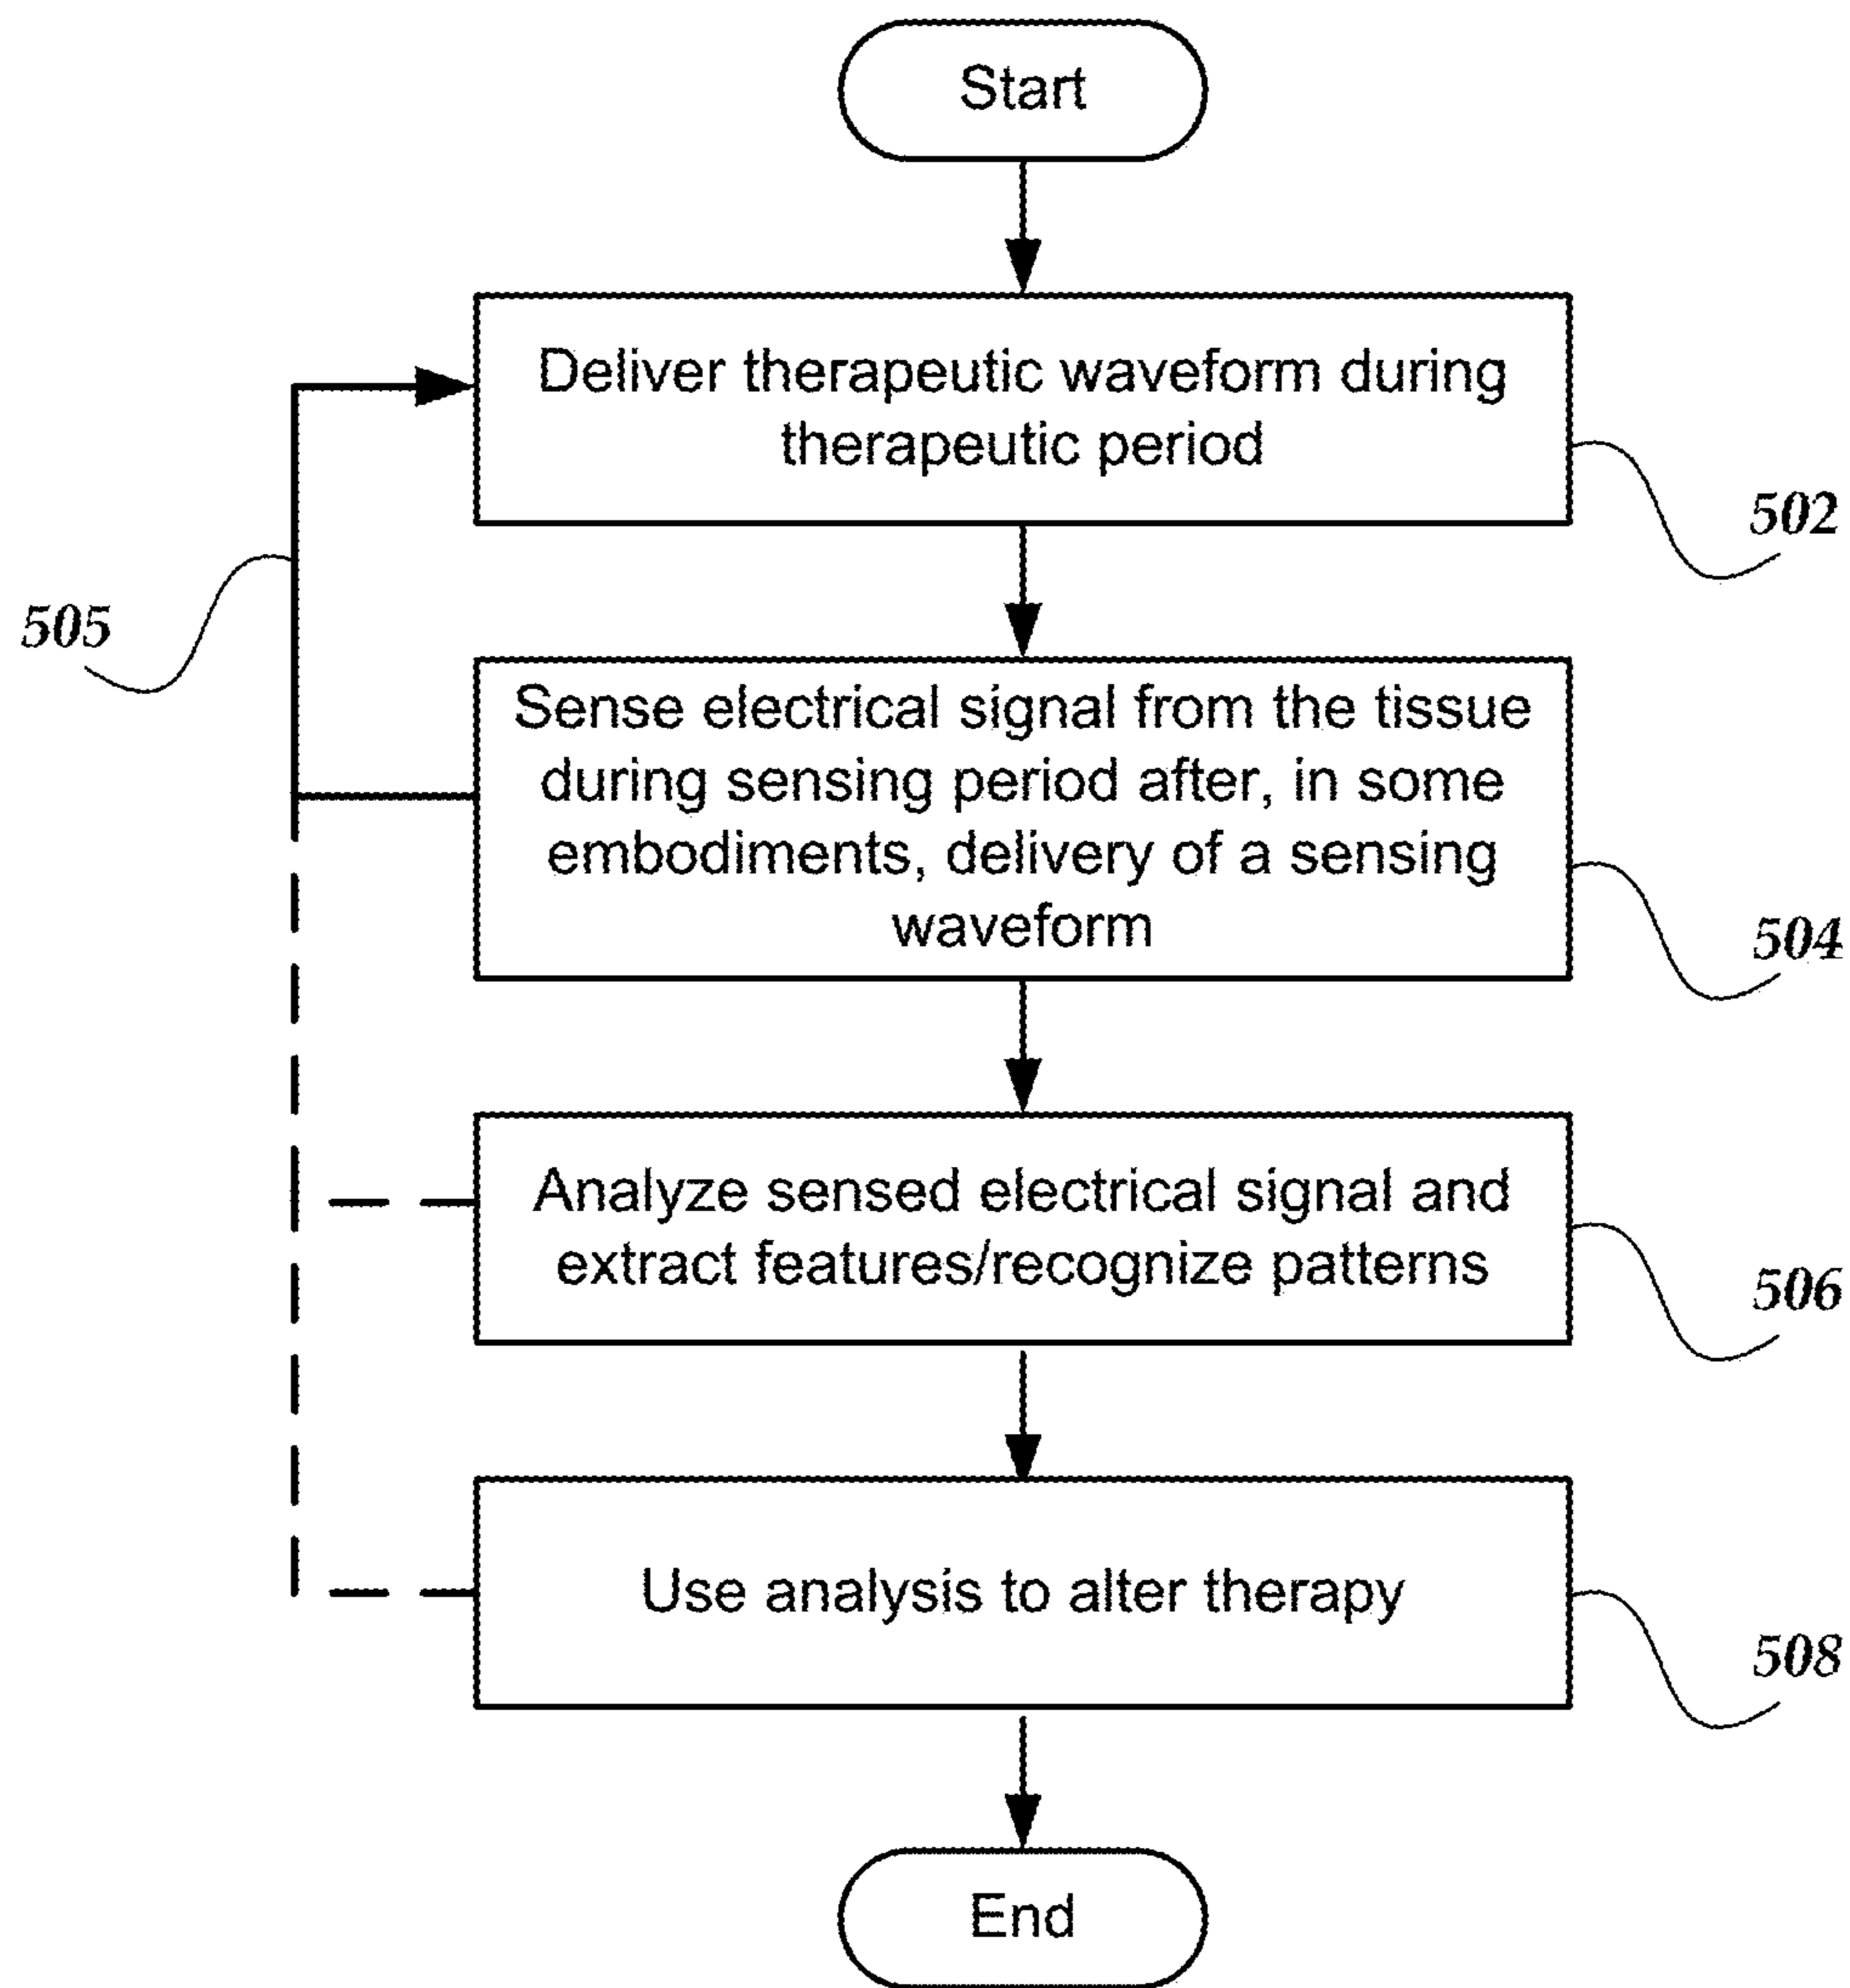 Start
Deliver therapeutic waveform during
therapeutic period
502
505
Sense electrical signal from the tissue
during sensing period after, in some
embodiments, delivery of a sensing
waveform
504
Analyze sensed electrical signal and
extract features/recognize patterns
506
Use analysis to alter therapy
508
End